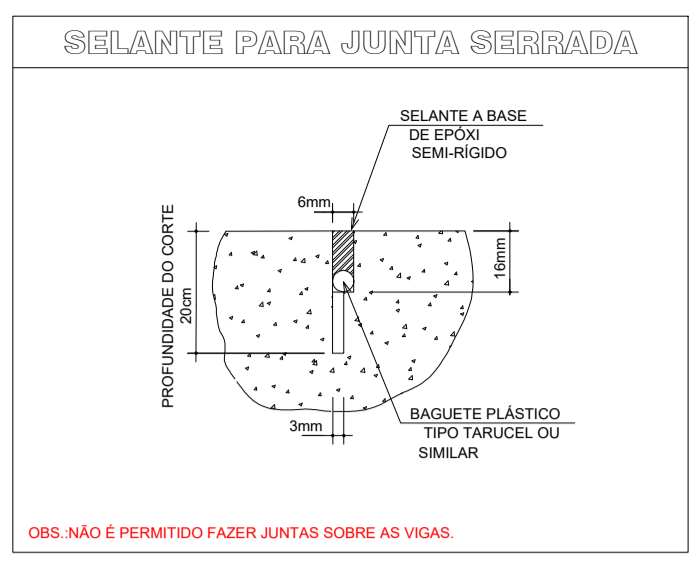 SELANTE PARA JUNTA SERRADA
SELANTE A BASE
DE EPÓXI
SEMI-RÍGIDO
6mm
PROFUNDIDADE DO CORTE
20cm
16mm
3mm
BAGUETE PLÁSTICO
TIPO TARUCEL OU
SIMILAR
OBS.:NÃO É PERMITIDO FAZER JUNTAS SOBRE AS VIGAS.